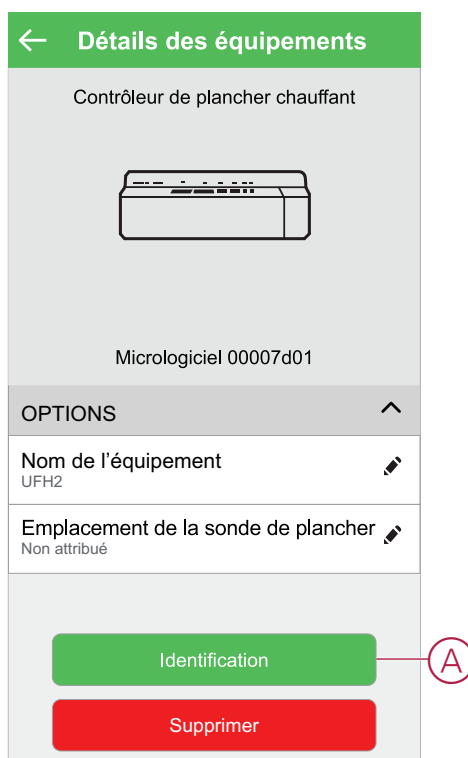 Détails des équipements
Contrôleur de plancher chauffant
Micrologiciel 00007d01
OPTIONS
Nom de l'équipement
UFH2
Emplacement de la sonde de plancher
Non attribué
Identification
A
Supprimer